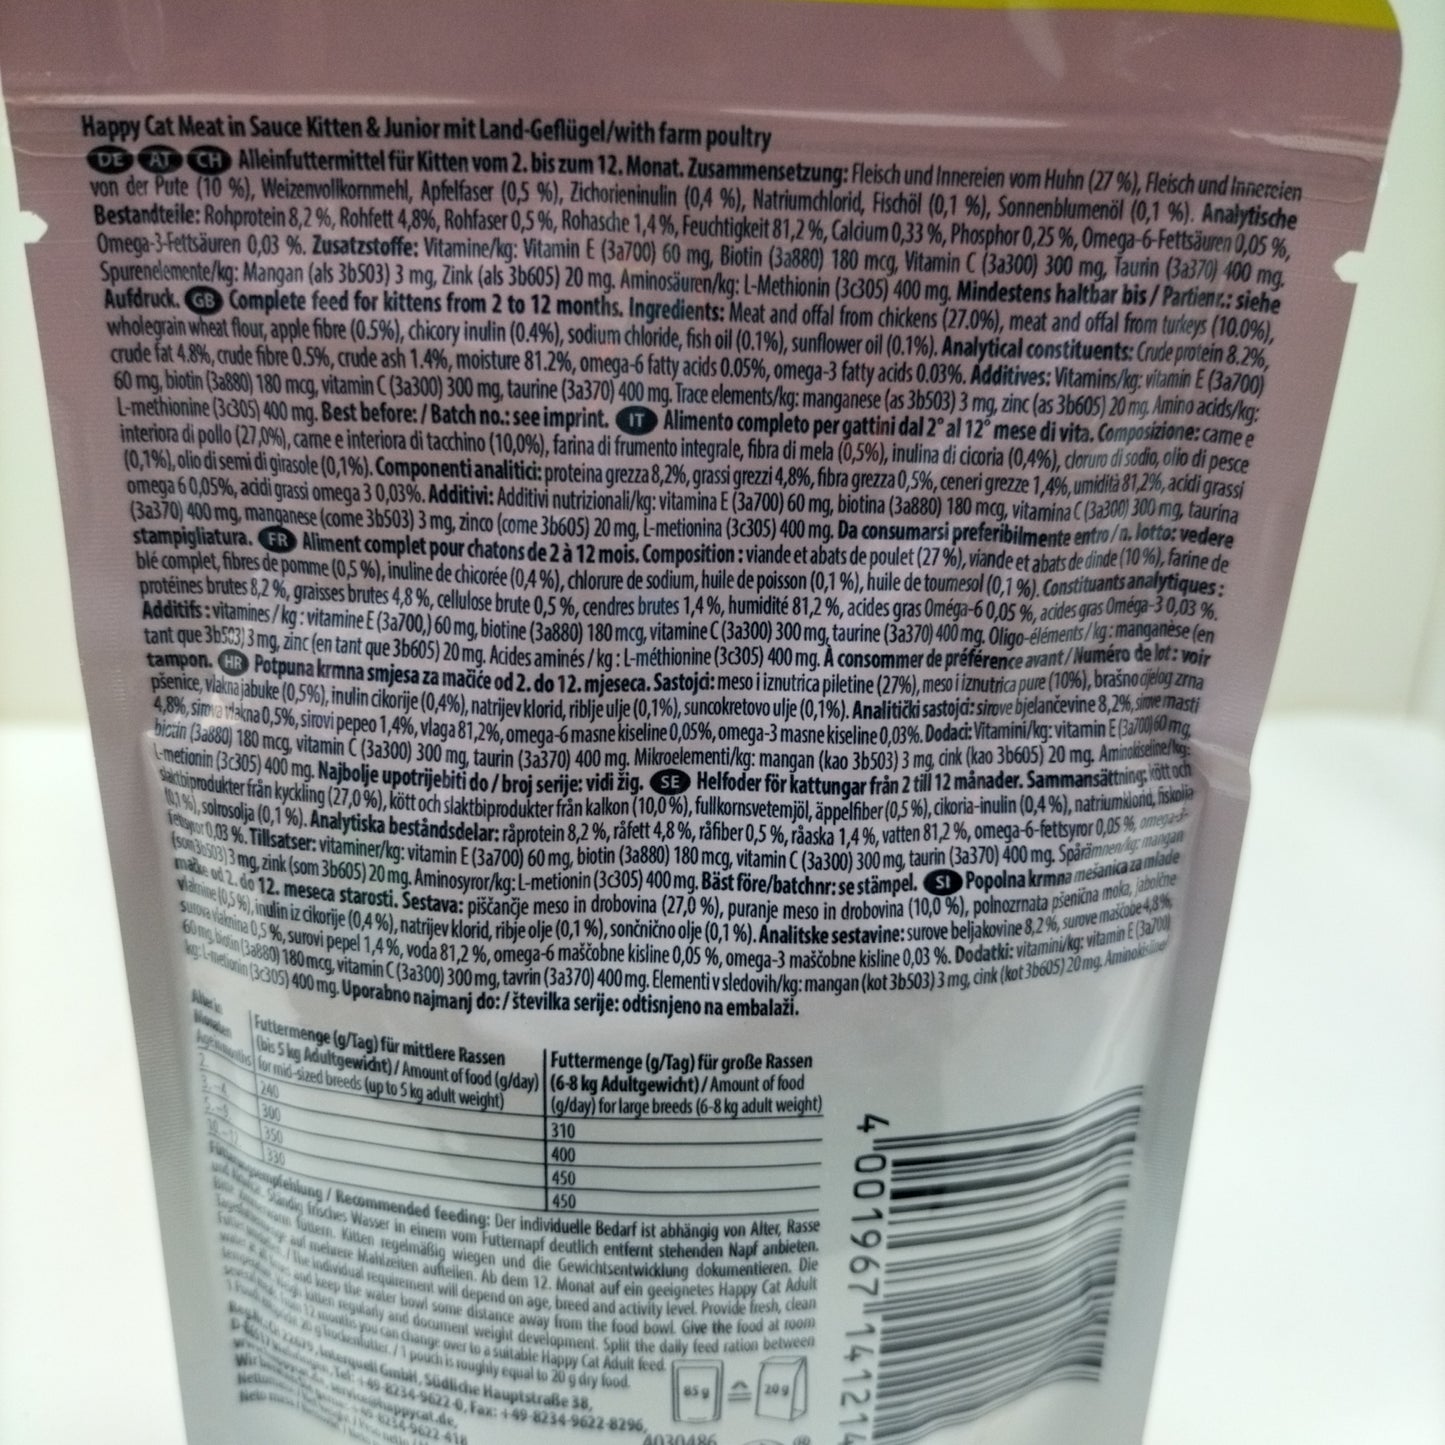 Happy Cat Meat in Sauce Kitten & Junior mit Land-Geflügel/with farm poultry
DE AT CH Alleinfuttermittel für Kitten vom 2. bis zum 12. Monat. Zusammensetzung: Fleisch und Innereien vom Huhn (27 %), Fleisch und Innereien
von der Pute (10 %), Weizenvollkornmehl, Apfelfaser (0,5 %), Zichorieninulin (0,4 %), Natriumchlorid, Fischöl (0,1 %), Sonnenblumenöl (0,1 %). Analytische
Bestandteile: Rohprotein 8,2 %, Rohfett 4,8%, Rohfaser 0,5 %, Rohasche 1,4 %, Feuchtigkeit 81,2 %, Calcium 0,33 %, Phosphor 0,25 %, Omega-6-Fettsäuren 0,05 %,
Omega-3-Fettsäuren 0,03 %. Zusatzstoffe: Vitamine/kg: Vitamin E (3a700) 60 mg, Biotin (3a880) 180 mcg, Vitamin C (3a300) 300 mg, Taurin (3a370) 400 mg.
Spurenelemente/kg: Mangan (als 3b503) 3 mg, Zink (als 3b605) 20 mg. Aminosäuren/kg: L-Methionin (3c305) 400 mg. Mindestens haltbar bis / Partienr.: siehe
Aufdruck. GB Complete feed for kittens from 2 to 12 months. Ingredients: Meat and offal from chickens (27.0%), meat and offal from turkeys (10.0%),
wholegrain wheat flour, apple fibre (0.5%), chicory inulin (0.4%), sodium chloride, fish oil (0.1%), sunflower oil (0.1%). Analytical constituents: Crude protein 8.2%,
crude fat 4.8%, crude fibre 0.5%, crude ash 1.4%, moisture 81.2%, omega-6 fatty acids 0.05%, omega-3 fatty acids 0.03%. Additives: Vitamins/kg: vitamin E (3a700)
60 mg, biotin (3a880) 180 mcg, vitamin C (3a300) 300 mg, taurine (3a370) 400 mg. Trace elements/kg: manganese (as 3b503) 3 mg, zinc (as 3b605) 20 mg. Amino acids/kg:
L-methionine (3c305) 400 mg. Best before: / Batch no.: see imprint. IT Alimento completo per gattini dal 2° al 12° mese di vita. Composizione: carne e
interiora di pollo (27,0%), carne e interiora di tacchino (10,0%), farina di frumento integrale, fibra di mela (0,5%), inulina di cicoria (0,4%), cloruro di sodio, olio di pesce
(0,1%), olio di semi di girasole (0,1%). Componenti analitici: proteina grezza 8,2%, grassi grezzi 4,8%, fibra grezza 0,5%, ceneri grezze 1,4%, umidità 81,2%, acidi grassi
omega 6 0,05%, acidi grassi omega 3 0,03%. Additivi: Additivi nutrizionali/kg: vitamina E (3a700) 60 mg, biotina (3a880) 180 mcg, vitamina C (3a300) 300 mg, taurina
(3a370) 400 mg, manganese (come 3b503) 3 mg, zinco (come 3b605) 20 mg, L-metionina (3c305) 400 mg. Da consumarsi preferibilmente entro/n. lotto: vedere
stampigliatura. FR Aliment complet pour chatons de 2 à 12 mois. Composition : viande et abats de poulet (27 %), viande et abats de dinde (10 %), farine de
blé complet, fibres de pomme (0,5 %), inuline de chicorée (0,4 %), chlorure de sodium, huile de poisson (0,1 %), huile de tournesol (0,1 %). Constituants analytiques :
protéines brutes 8,2 %, graisses brutes 4,8 %, cellulose brute 0,5 %, cendres brutes 1,4 %, humidité 81,2 %, acides gras Oméga-6 0,05 %, acides gras Oméga-3 0,03 %.
Additifs : vitamines / kg : vitamine E (3a700,) 60 mg, biotine (3a880) 180 mcg, vitamine C (3a300) 300 mg, taurine (3a370) 400 mg. Oligo-éléments / kg : manganèse (en
tant que 3b503) 3 mg, zinc (en tant que 3b605) 20 mg. Acides aminés / kg : L-méthionine (3c305) 400 mg. À consommer de préférence avant / Numéro de lot : voir
tampon. HR Potpuna krmna smjesa za mačiće od 2. do 12. mjeseca. Sastojci: meso i iznutrica piletine (27%), meso i iznutrica pure (10%), brašno cijelog zrna
pšenice, vlakna jabuke (0,5%), inulin cikorije (0,4%), natrijev klorid, riblje ulje (0,1%), suncokretovo ulje (0,1%). Analitički sastojci: sirove bjelančevine 8,2%, sirove masti
4,8%, sirova vlakna 0,5%, sirovi pepeo 1,4%, vlaga 81,2%, omega-6 masne kiseline 0,05%, omega-3 masne kiseline 0,03%. Dodaci: Vitamini/kg: vitamin E (3a700) 60 mg,
biotin (3a880) 180 mcg, vitamin C (3a300) 300 mg, taurin (3a370) 400 mg. Mikroelementi/kg: mangan (kao 3b503) 3 mg, cink (kao 3b605) 20 mg. Aminokiseline/kg:
L-metionin (3c305) 400 mg. Najbolje upotrijebiti do / broj serije: vidi žig. SE Helfoder för kattungar från 2 till 12 månader. Sammansättning: kött och
slaktbiprodukter från kyckling (27,0 %), kött och slaktbiprodukter från kalkon (10,0 %), fullkornsvetemjöl, äppelfiber (0,5 %), cikoria-inulin (0,4 %), natriumklorid, fiskolja
(0,1 %), solrosolja (0,1 %). Analytiska beståndsdelar: råprotein 8,2 %, råfett 4,8 %, råfiber 0,5 %, råaska 1,4 %, vatten 81,2 %, omega-6-fettsyror 0,05 %, omega-3-
fettsyror 0,03 %. Tillsatser: vitaminer/kg: vitamin E (3a700) 60 mg, biotin (3a880) 180 mcg, vitamin C (3a300) 300 mg, taurin (3a370) 400 mg. Spårämnen/kg: mangan
(som 3b503) 3 mg, zink (som 3b605) 20 mg. Aminosyror/kg: L-metionin (3c305) 400 mg. Bäst före/batchnr: se stämpel. SI Popolna krmna mešanica za mlade
mačke od 2. do 12. meseca starosti. Sestava: piščančje meso in drobovina (27,0 %), puranje meso in drobovina (10,0 %), polnozrnata pšenična moka, jabolčne
vlaknine (0,5 %), inulin iz cikorije (0,4 %), natrijev klorid, ribje olje (0,1 %), sončnično olje (0,1 %). Analitske sestavine: surove beljakovine 8,2 %, surove maščobe 4,8 %,
surova vlaknina 0,5 %, surovi pepel 1,4 %, voda 81,2 %, omega-6 maščobne kisline 0,05 %, omega-3 maščobne kisline 0,03 %. Dodatki: vitamini/kg: vitamin E (3a700)
60 mg, biotin (3a880) 180 mcg, vitamin C (3a300) 300 mg, tavrin (3a370) 400 mg. Elementi v sledovih/kg: mangan (kot 3b503) 3 mg, cink (kot 3b605) 20 mg. Aminokisline/
kg: L-metionin (3c305) 400 mg. Uporabno najmanj do: / številka serije: odtisnjeno na embalaži.
Alter in
Monaten
Age in months
Futtermenge (g/Tag) für mittlere Rassen
(bis 5 kg Adultgewicht) / Amount of food (g/day)
for mid-sized breeds (up to 5 kg adult weight)
Futtermenge (g/Tag) für große Rassen
(6-8 kg Adultgewicht) / Amount of food
(g/day) for large breeds (6-8 kg adult weight)
2. 240 310
3. – 4. 300 400
5. – 9. 350 450
10. – 12. 330 450
Fütterungsempfehlung / Recommended feeding: Der individuelle Bedarf ist abhängig von Alter, Rasse
und Aktivität. Ständig frisches Wasser in einem vom Futternapf deutlich entfernt stehenden Napf anbieten.
füttern. Kitten regelmäßig wiegen und die Gewichtsentwicklung dokumentieren. Die
auf mehrere Mahlzeiten aufteilen. Ab dem 12. Monat auf ein geeignetes Happy Cat Adult
/ The individual requirement will depend on age, breed and activity level. Provide fresh, clean
and keep the water bowl some distance away from the food bowl. Give the food at room
kitten regularly and document weight development. Split the daily feed ration between
12 months you can change over to a suitable Happy Cat Adult feed.
20 g Trockenfutter. / 1 pouch is roughly equal to 20 g dry food.
Interquell GmbH, Südliche Hauptstraße 38,
Tel: +49-8234-9622-0, Fax: +49-8234-9622-8296,
service@happycat.de,
+49-8234-9622-418
85 g ≙ 20 g
4030486
4 001967 141214